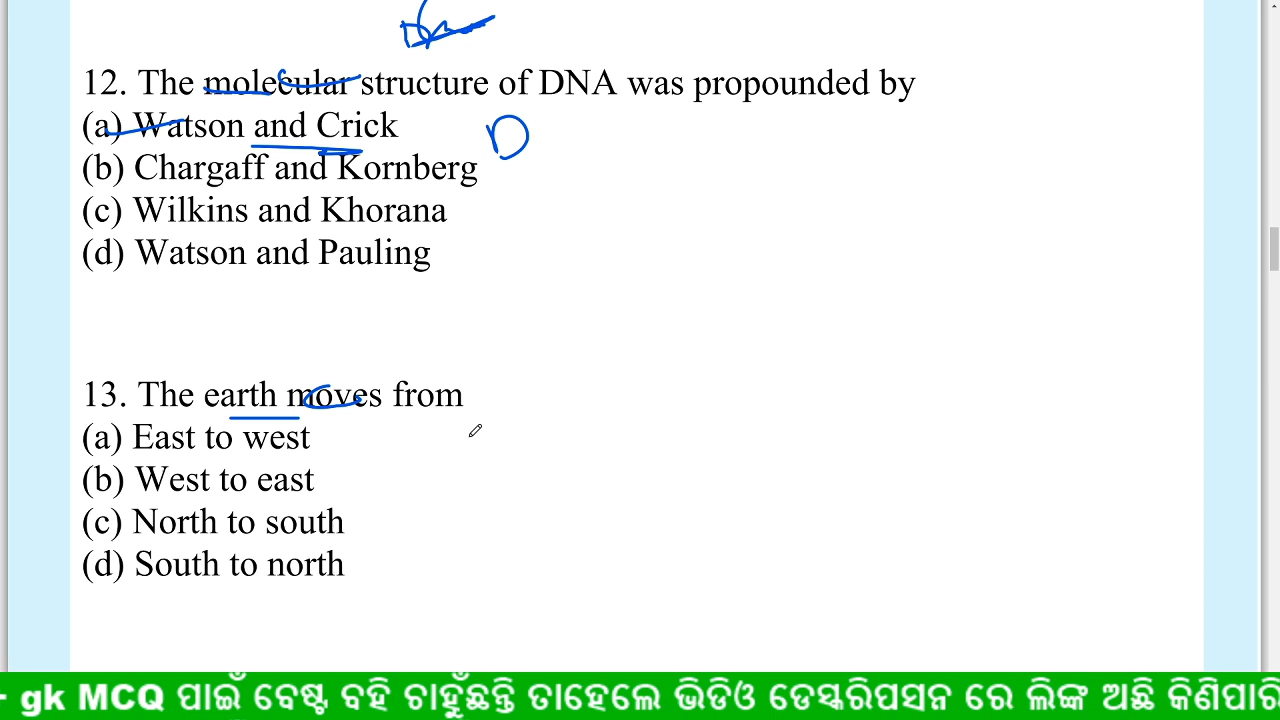 12. The molecular structure of DNA was propounded by
(a) Watson and Crick
D
(b) Chargaff and Kornberg
(c) Wilkins and Khorana
(d) Watson and Pauling
13. The earth moves from
(a) East to west
(b) West to east
(c) North to south
(d) South to north
gk MCQ ପାଇଁ ବେଷ୍ଟ ବହି ଚାହୁଁଛନ୍ତି ତାହେଲେ ଭିଡିଓ ଡେସ୍କରିପସନ ରେ ଲିଙ୍କ ଅଛି କିଣିପାରି